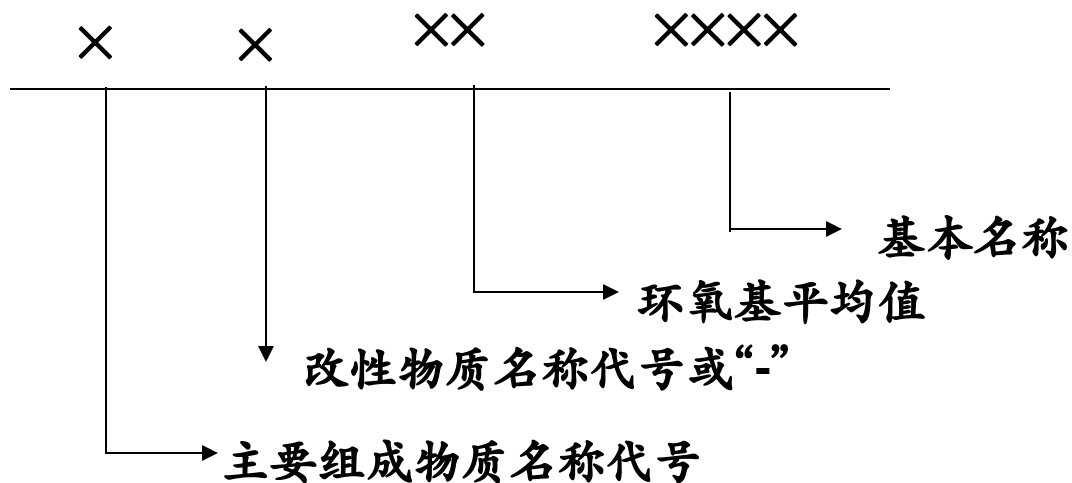 × × ×× ××××
基本名称
环氧基平均值
改性物质名称代号或“-”
主要组成物质名称代号